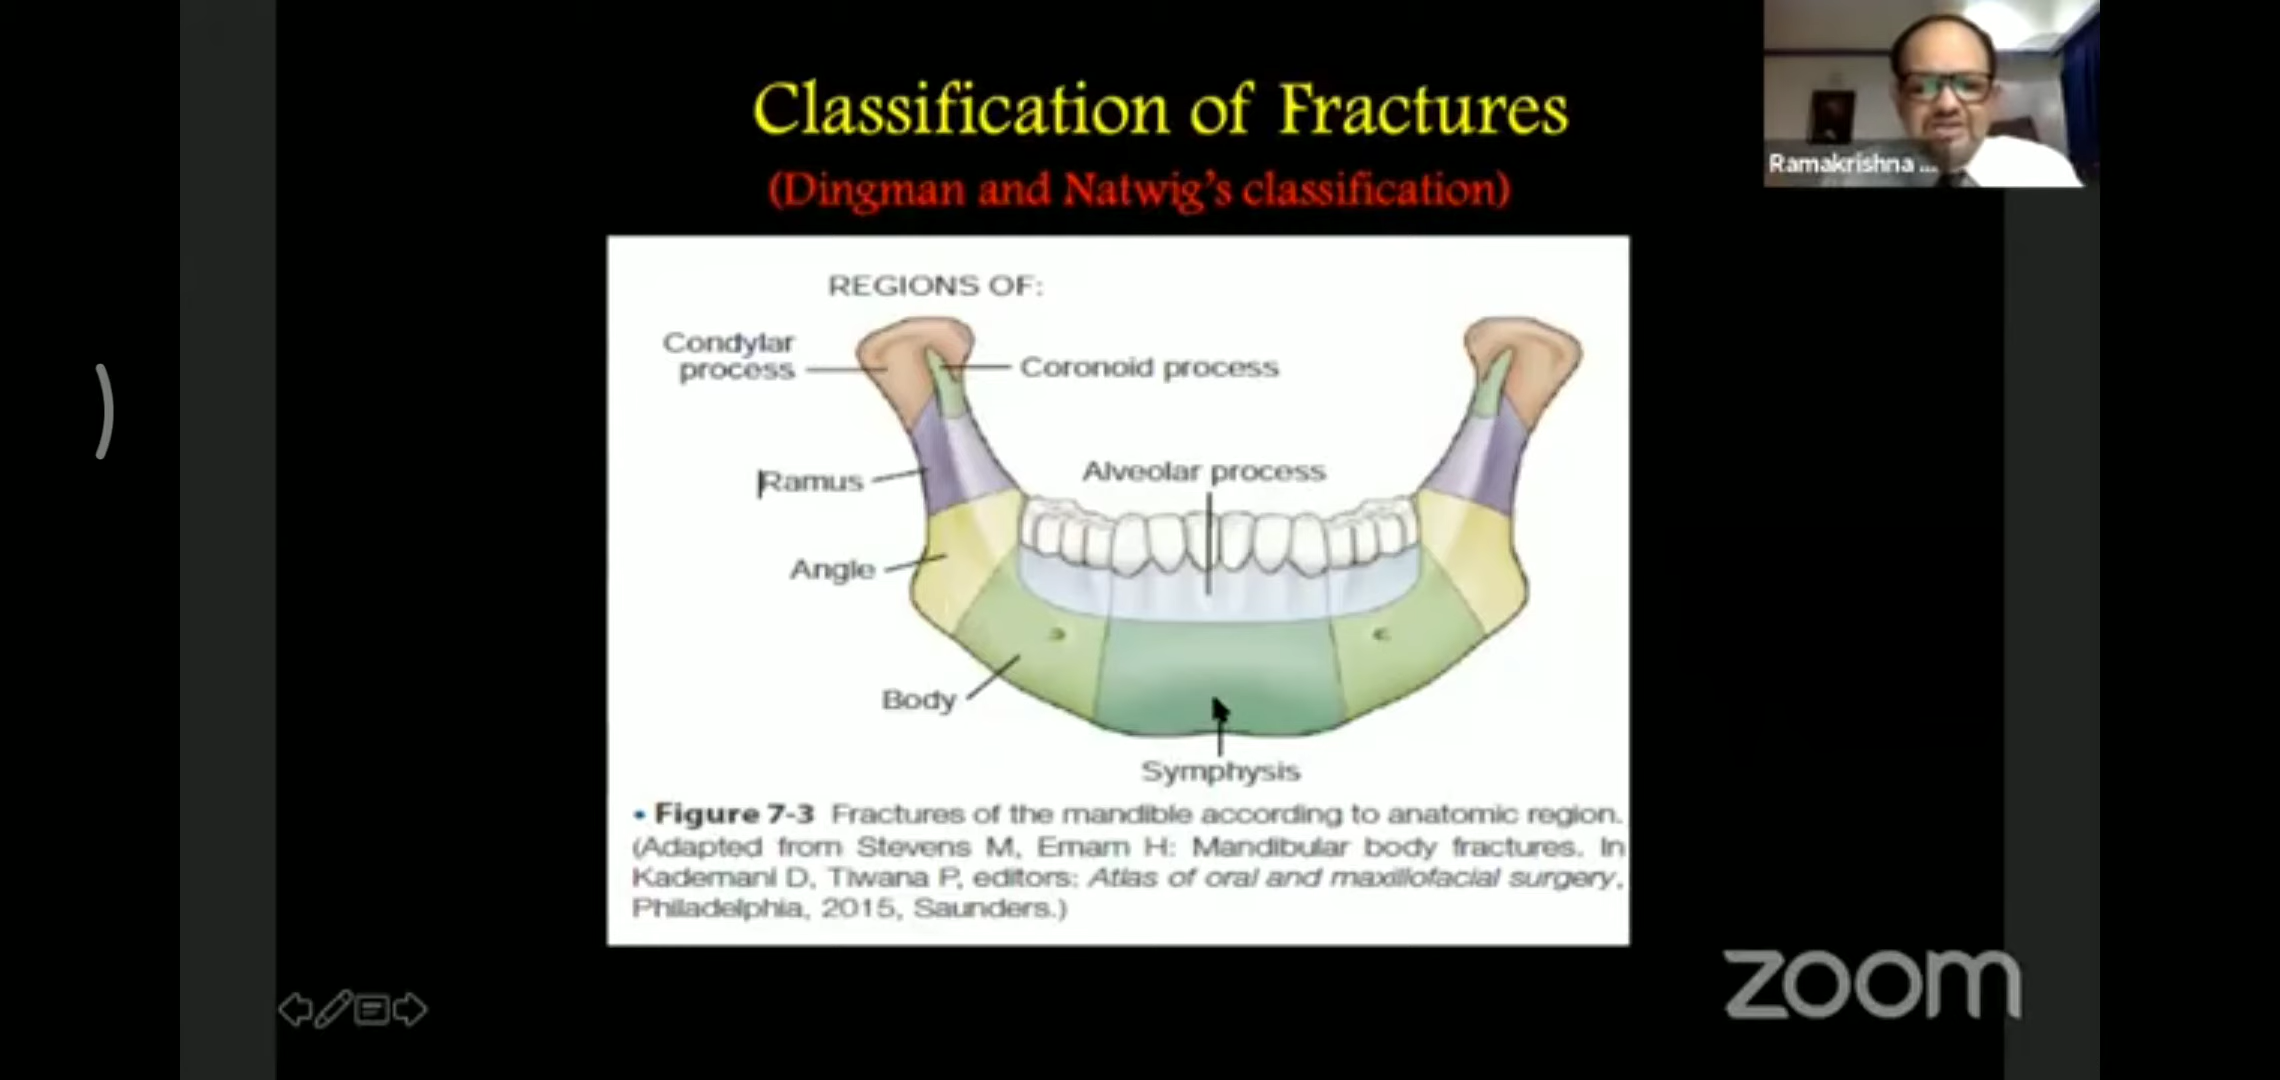 Classification of Fractures
(Dingman and Natwig's classification)
Ramakrishna ...
REGIONS OF:
Condylar
process
Coronoid process
Ramus
Alveolar process
Angle
Body
Symphysis
• Figure 7-3 Fractures of the mandible according to anatomic region.
(Adapted from Stevens M, Emam H: Mandibular body fractures. In
Kademani D, Tiwana P, editors: Atlas of oral and maxillofacial surgery,
Philadelphia, 2015, Saunders.)
zoom